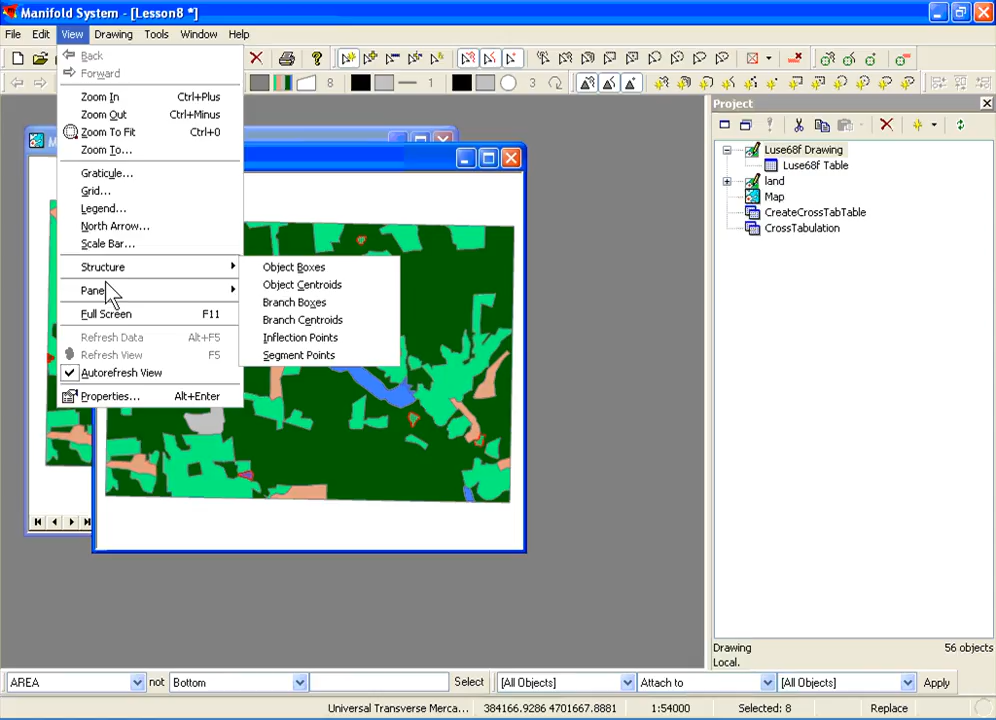 Manifold System - [Lesson8 *]
File Edit View Drawing Tools Window Help
8 1 3
Back
Forward
Zoom In Ctrl+Plus
Zoom Out Ctrl+Minus
Zoom To Fit Ctrl+0
Zoom To...
Graticule...
Grid...
Legend...
North Arrow...
Scale Bar...
Structure
Pane
Full Screen F11
Refresh Data Alt+F5
Refresh View F5
Autorefresh View
Properties... Alt+Enter
Object Boxes
Object Centroids
Branch Boxes
Branch Centroids
Inflection Points
Segment Points
Project
Luse68f Drawing
Luse68f Table
land
Map
CreateCrossTabTable
CrossTabulation
Drawing 56 objects
Local.
AREA not Bottom Select [All Objects] Attach to [All Objects] Apply
Universal Transverse Merca... 384166.9286 4701667.8881 1:54000 Selected: 8 Replace